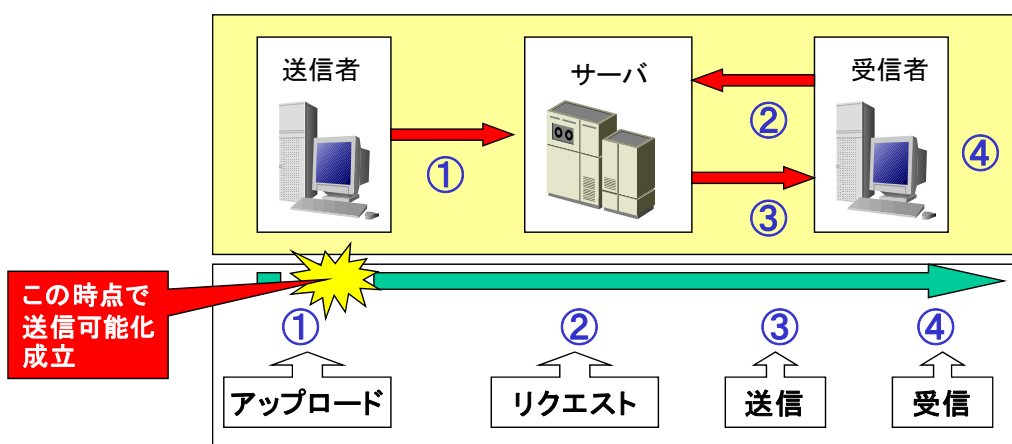 送信者
サーバ
受信者
①
②
③
④
この時点で
送信可能化
成立
①
②
③
④
アップロード
リクエスト
送信
受信